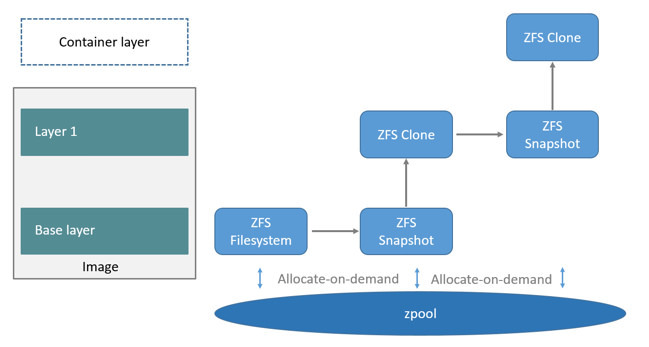 Container layer
ZFS Clone
Layer 1
ZFS Clone
ZFS
Snapshot
Base layer
ZFS
Filesystem
ZFS
Snapshot
Image
Allocate-on-demand
Allocate-on-demand
zpool